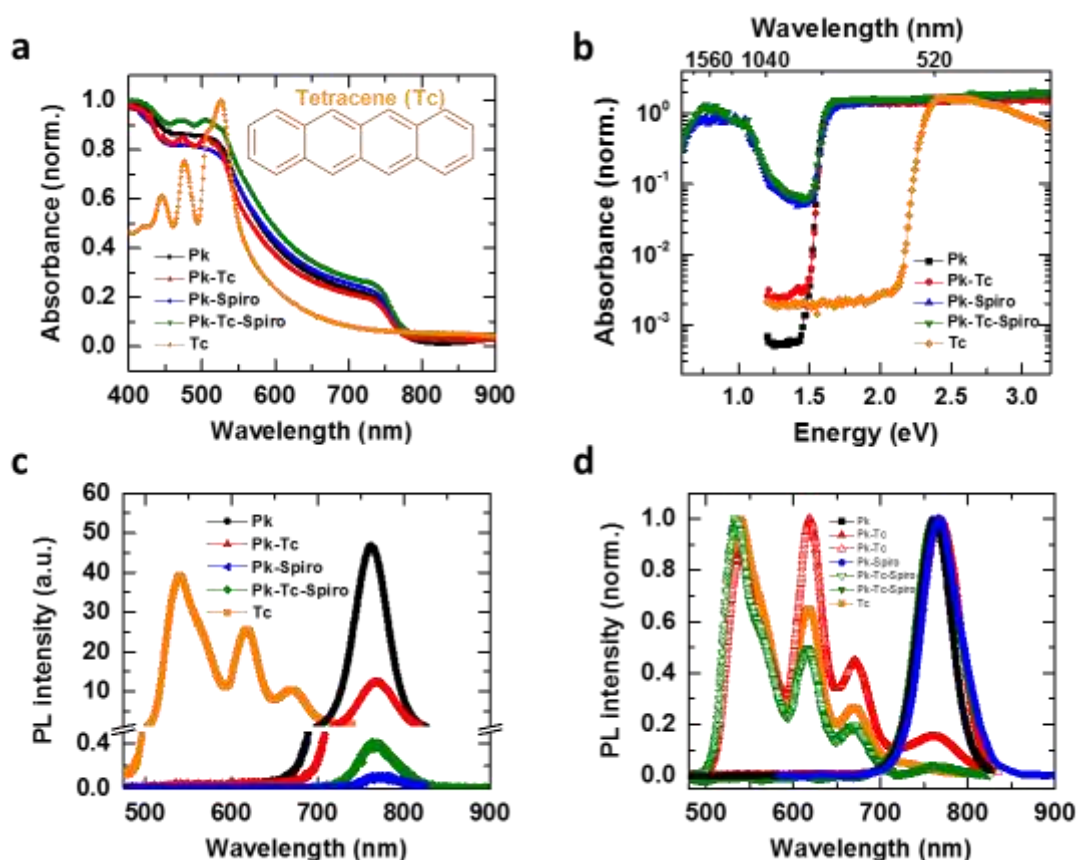 a
Tetracene (Tc)
1.0
0.8
0.6
0.4
0.2
0.0
Absorbance (norm.)
Pk
Pk-Tc
Pk-Spiro
Pk-Tc-Spiro
Tc
400 500 600 700 800 900
Wavelength (nm)
b
Wavelength (nm)
1560 1040 520
10^0
10^-1
10^-2
10^-3
Absorbance (norm.)
Pk
Pk-Tc
Pk-Spiro
Pk-Tc-Spiro
Tc
1.0 1.5 2.0 2.5 3.0
Energy (eV)
c
60
50
40
30
20
10
0.4
0.0
PL intensity (a.u.)
Pk
Pk-Tc
Pk-Spiro
Pk-Tc-Spiro
Tc
500 600 700 800 900
Wavelength (nm)
d
1.0
0.8
0.6
0.4
0.2
0.0
PL intensity (norm.)
Pk
Pk-Tc
Pk-Tc
Pk-Spiro
Pk-Tc-Spiro
Pk-Tc-Spiro
Tc
500 600 700 800 900
Wavelength (nm)